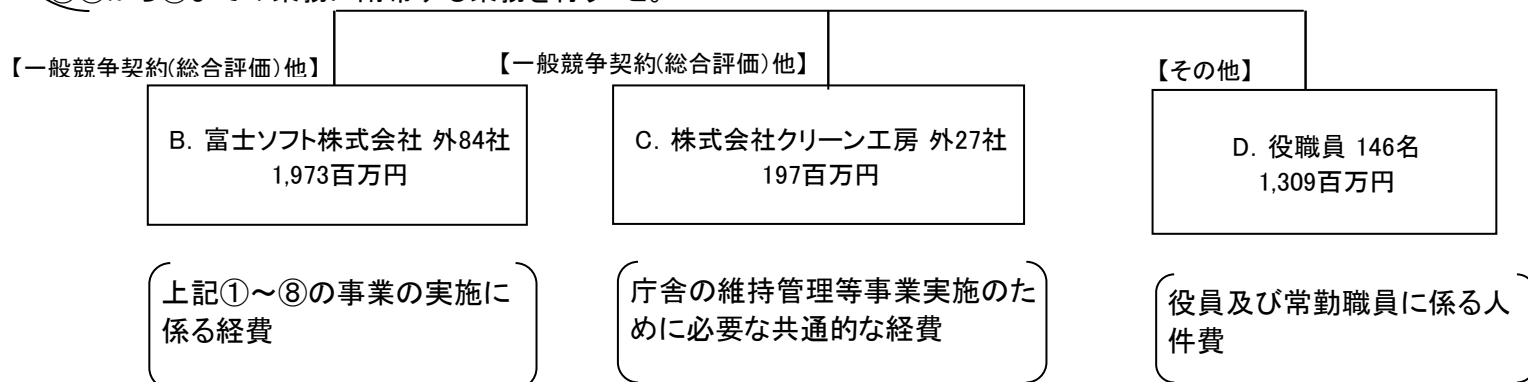 【一般競争契約(総合評価)他】
【一般競争契約(総合評価)他】
【その他】
B．富士ソフト株式会社 外84社
1,973百万円
C．株式会社クリーン工房 外27社
197百万円
D．役職員 146名
1,309百万円
上記①～⑧の事業の実施に
係る経費
庁舎の維持管理等事業実施のた
めに必要な共通的な経費
役員及び常勤職員に係る人
件費